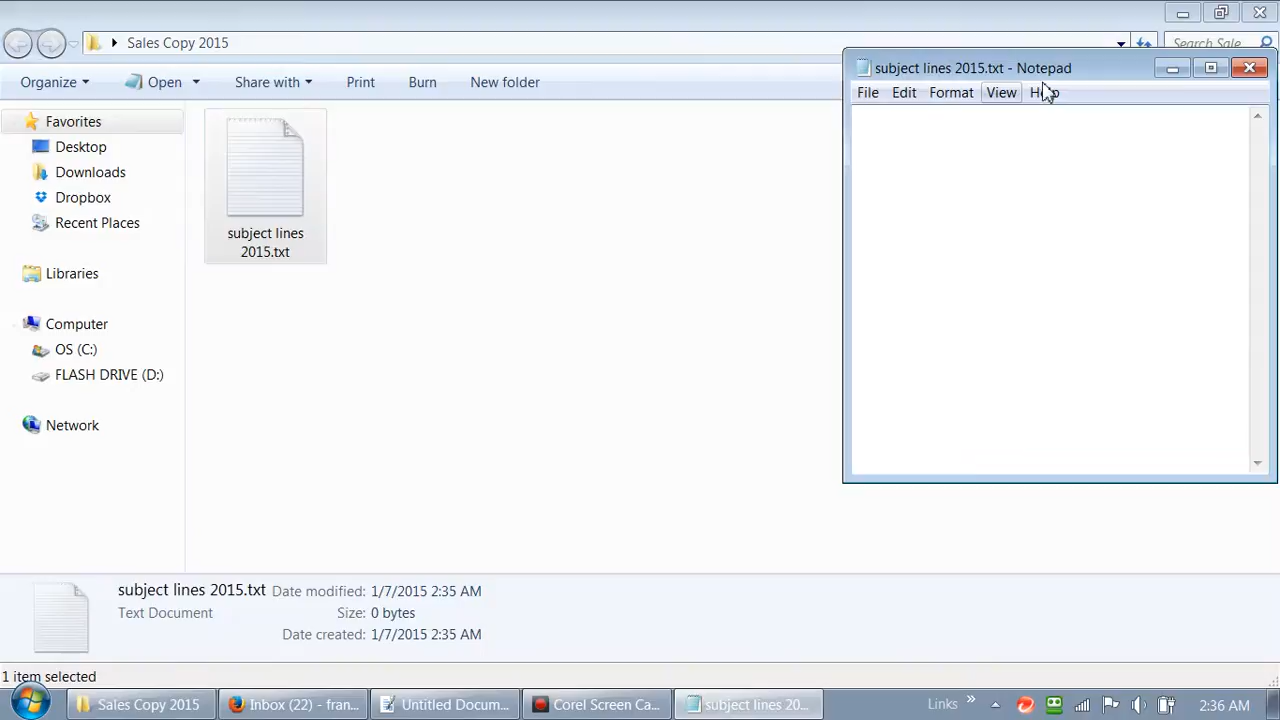 Sales Copy 2015
Search Sale...
Organize
Open
Share with
Print
Burn
New folder
Favorites
Desktop
Downloads
Dropbox
Recent Places
Libraries
Computer
OS (C:)
FLASH DRIVE (D:)
Network
subject lines
2015.txt
subject lines 2015.txt - Notepad
File Edit Format View Help
subject lines 2015.txt Date modified: 1/7/2015 2:35 AM
Text Document Size: 0 bytes
Date created: 1/7/2015 2:35 AM
1 item selected
Sales Copy 2015
Inbox (22) - fran...
Untitled Docum...
Corel Screen Ca...
subject lines 20...
Links »
2:36 AM